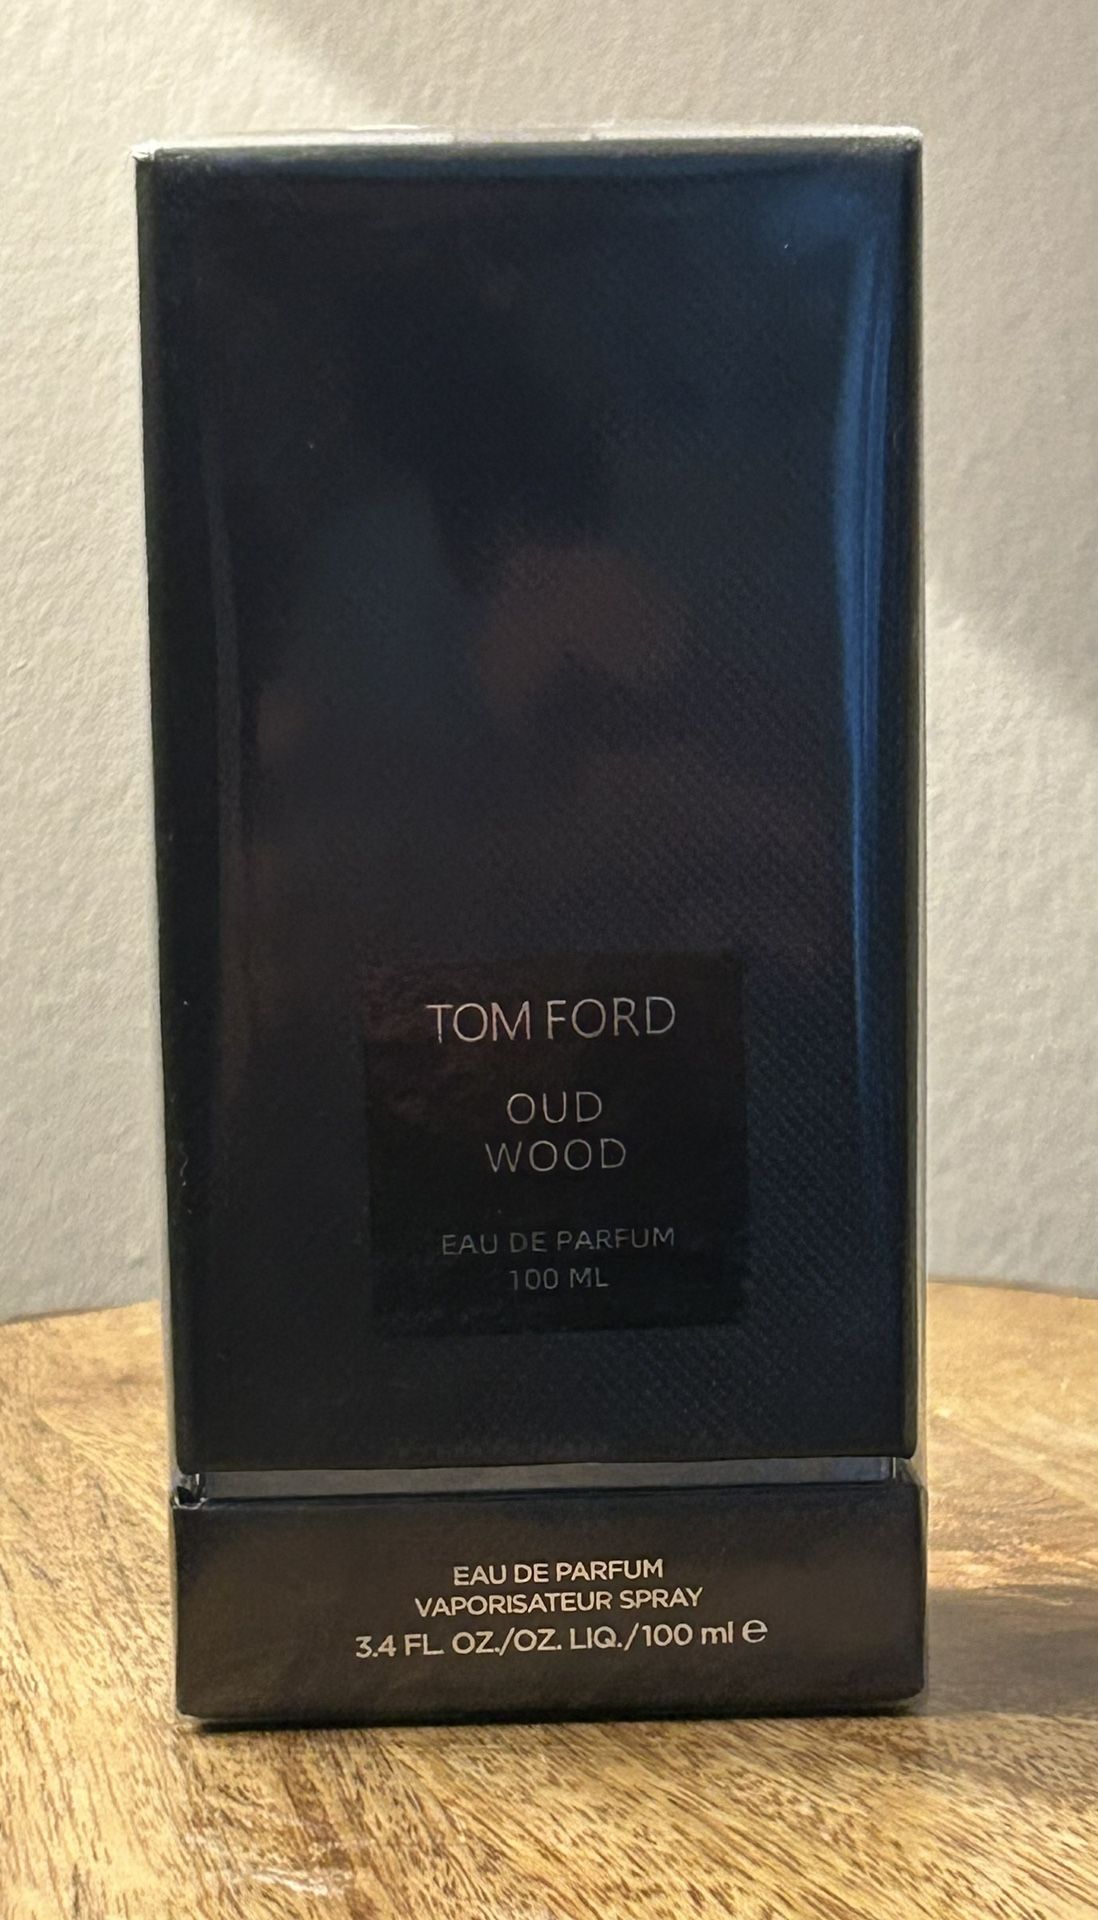 TOM FORD
OUD
WOOD
EAU DE PARFUM
100 ML
EAU DE PARFUM
VAPORISATEUR SPRAY
3.4 FL. OZ./OZ. LIQ./100 ml ℮